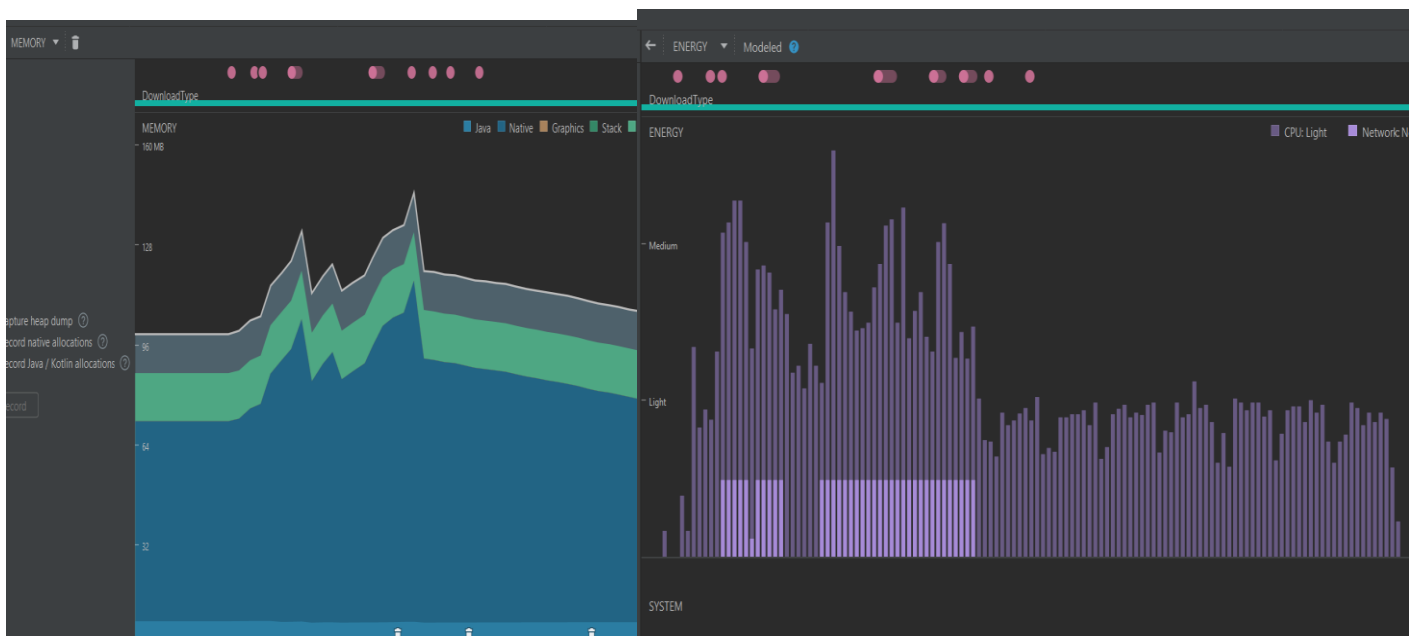 MEMORY
DownloadType
MEMORY
Java Native Graphics Stack
160 MB
128
96
64
32
apture heap dump ?
ecord native allocations ?
ecord Java / Kotlin allocations ?
ecord
ENERGY Modeled ?
DownloadType
ENERGY
CPU: Light Network: N
Medium
Light
SYSTEM